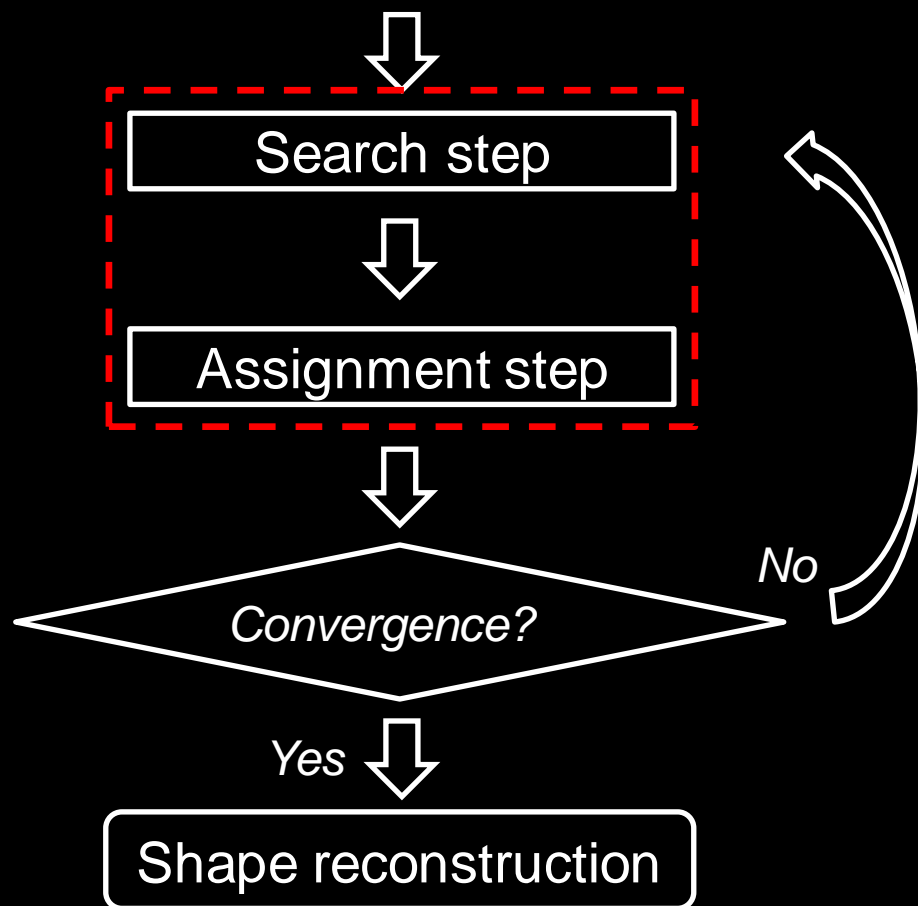 Search step
Assignment step
No
Convergence?
Yes
Shape reconstruction